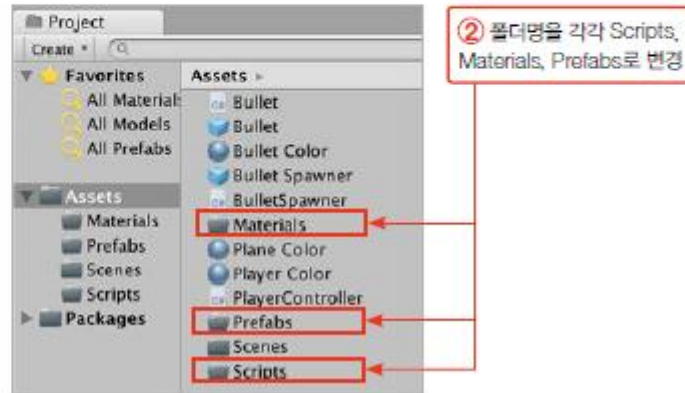 Project
Create
Favorites
All Material
All Models
All Prefabs
Assets
Materials
Prefabs
Scenes
Scripts
Packages
Assets
Bullet
Bullet
Bullet Color
Bullet Spawner
BulletSpawner
Materials
Plane Color
Player Color
PlayerController
Prefabs
Scenes
Scripts
② 폴더명을 각각 Scripts,
Materials, Prefabs로 변경